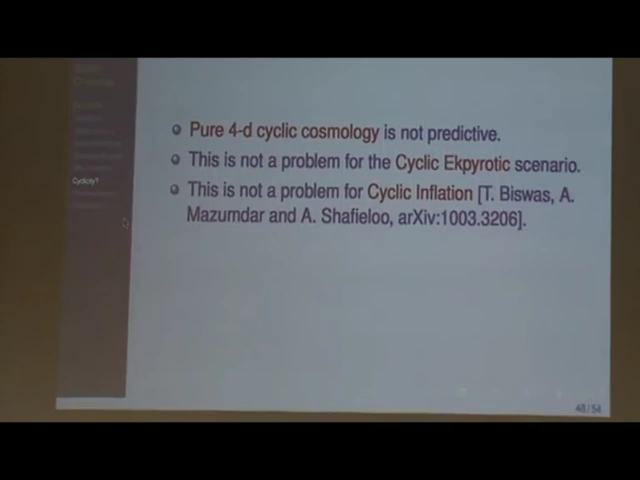 Cyclicity?
Pure 4-d cyclic cosmology is not predictive.
This is not a problem for the Cyclic Ekpyrotic scenario.
This is not a problem for Cyclic Inflation [T. Biswas, A.
Mazumdar and A. Shafieloo, arXiv:1003.3206].
48/54